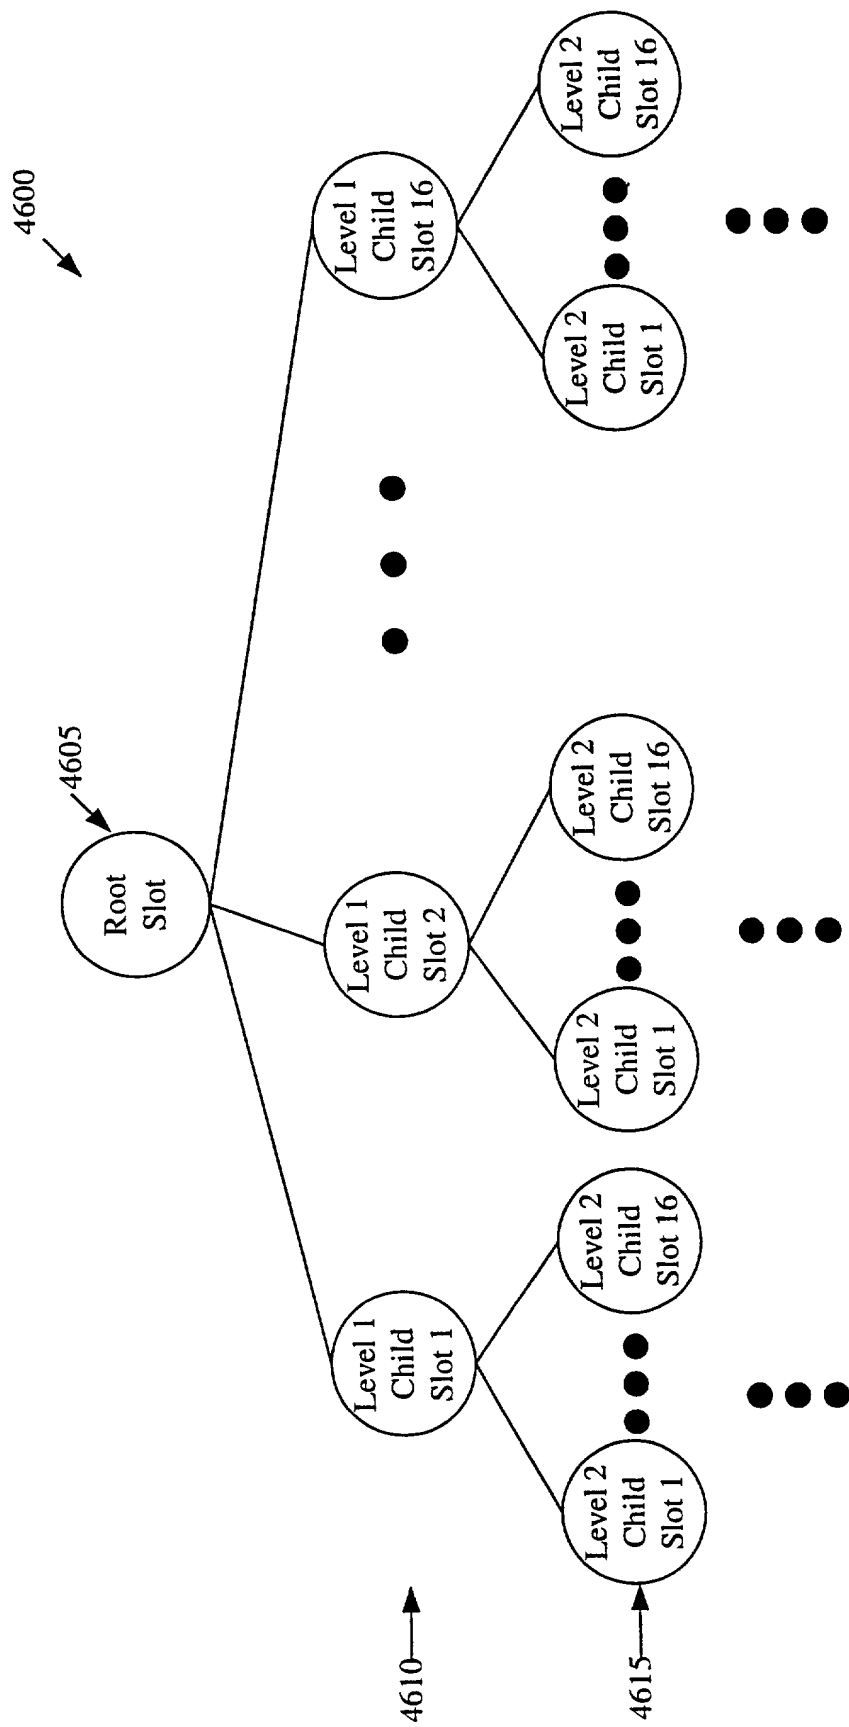 4600
4605
Root
Slot
4610
Level 1
Child
Slot 1
Level 1
Child
Slot 2
Level 1
Child
Slot 16
4615
Level 2
Child
Slot 1
Level 2
Child
Slot 16
Level 2
Child
Slot 1
Level 2
Child
Slot 16
Level 2
Child
Slot 1
Level 2
Child
Slot 16